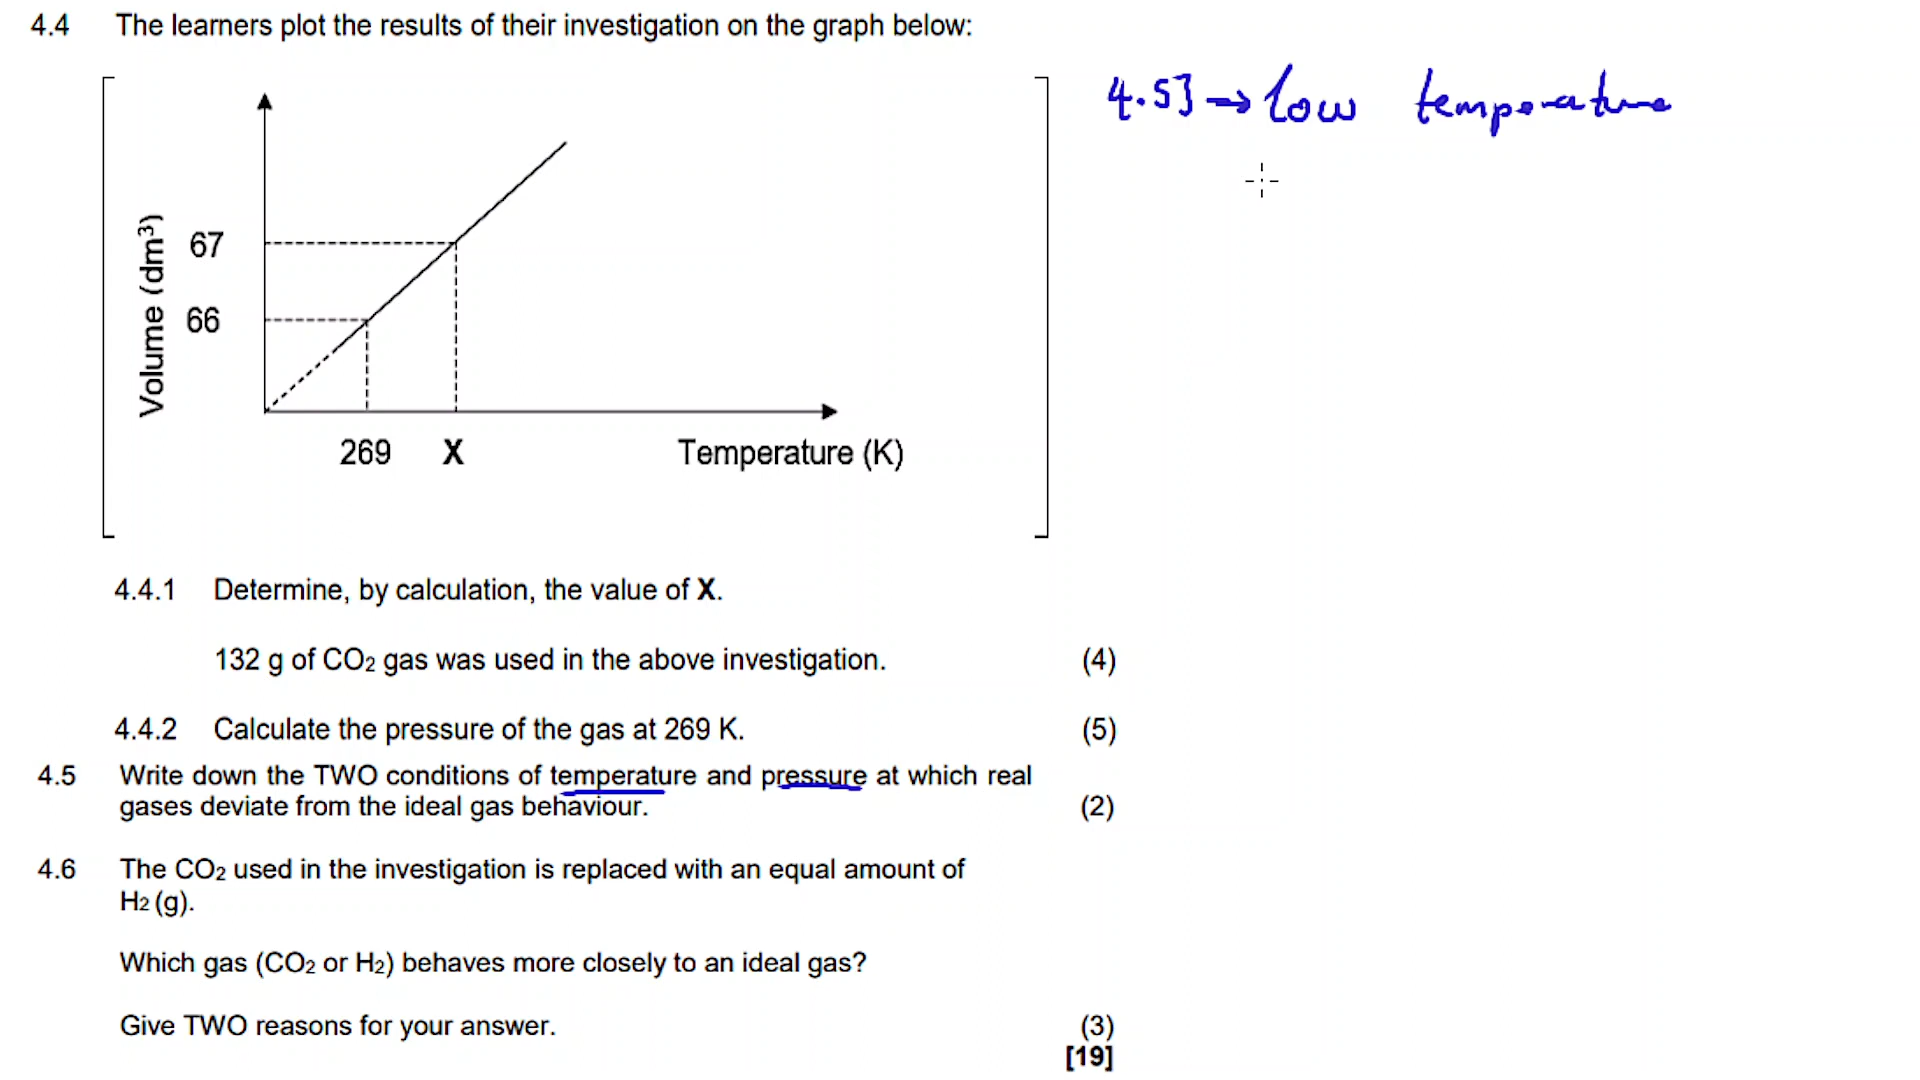 4.4 The learners plot the results of their investigation on the graph below:
4.5] → low temperature
Volume (dm³)
67
66
269 X Temperature (K)
4.4.1 Determine, by calculation, the value of X.
132 g of CO₂ gas was used in the above investigation. (4)
4.4.2 Calculate the pressure of the gas at 269 K. (5)
4.5 Write down the TWO conditions of temperature and pressure at which real
gases deviate from the ideal gas behaviour. (2)
4.6 The CO₂ used in the investigation is replaced with an equal amount of
H₂ (g).
Which gas (CO₂ or H₂) behaves more closely to an ideal gas?
Give TWO reasons for your answer. (3)
[19]